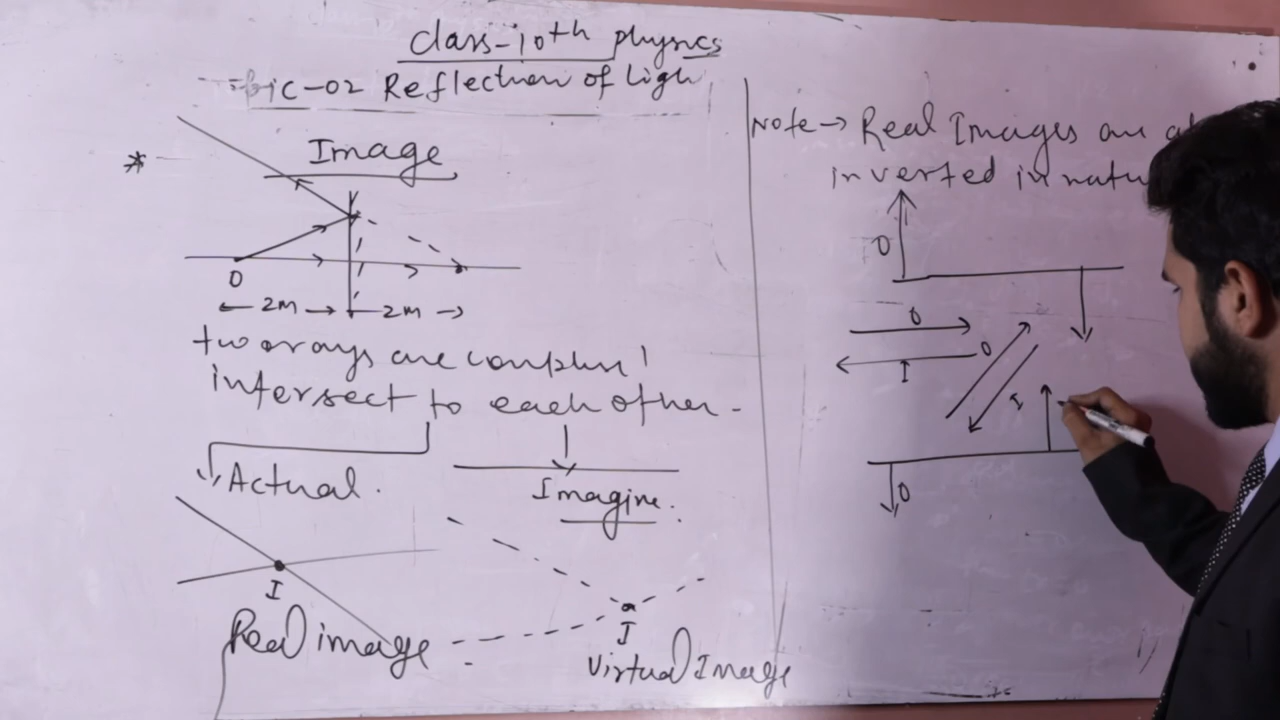 class-10th physics
-02 Reflection of Ligh
Note → Real Images are
inverted in natu
* Image
O
← 2m → ← 2m →
two rays are
intersect to each other.
Actual.
Imagine.
I
Real image
I
Virtual Image
O
O
I
O
I
O